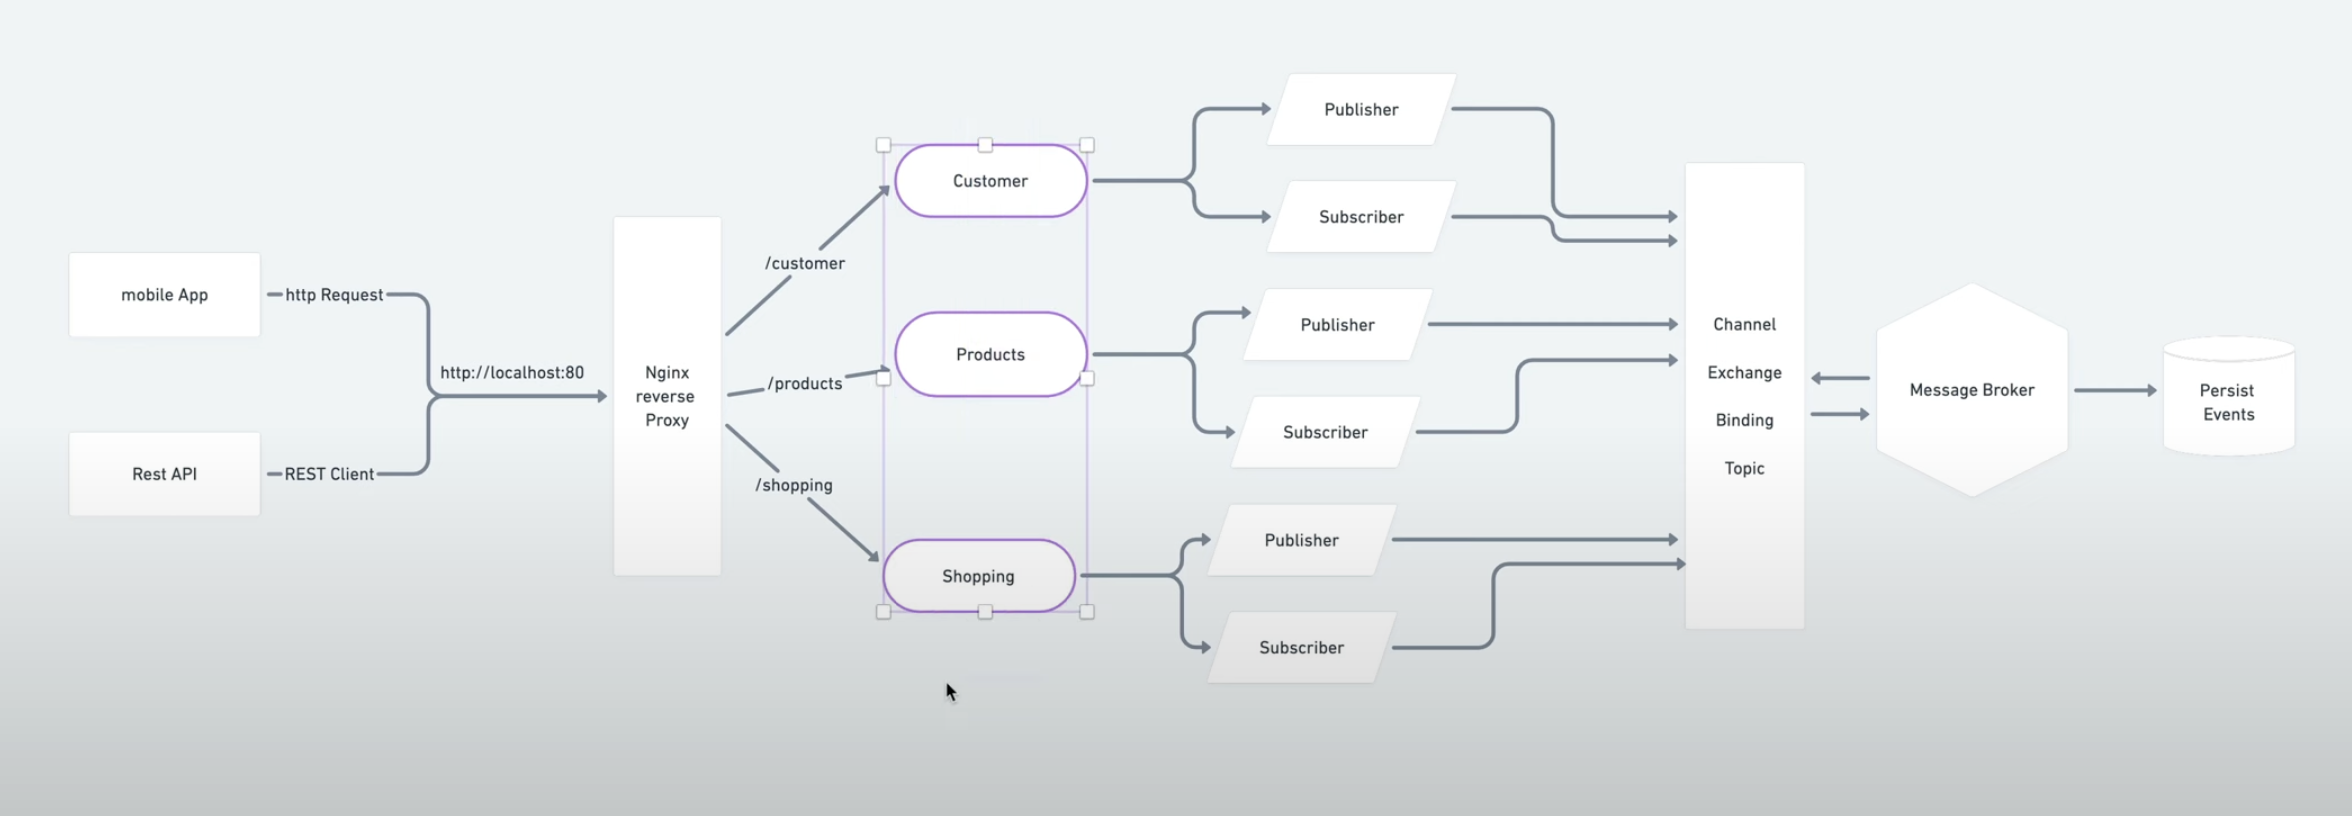 mobile App
http Request
http://localhost:80
Rest API
REST Client
Nginx
reverse
Proxy
/customer
/products
/shopping
Customer
Products
Shopping
Publisher
Subscriber
Publisher
Subscriber
Publisher
Subscriber
Channel
Exchange
Binding
Topic
Message Broker
Persist
Events